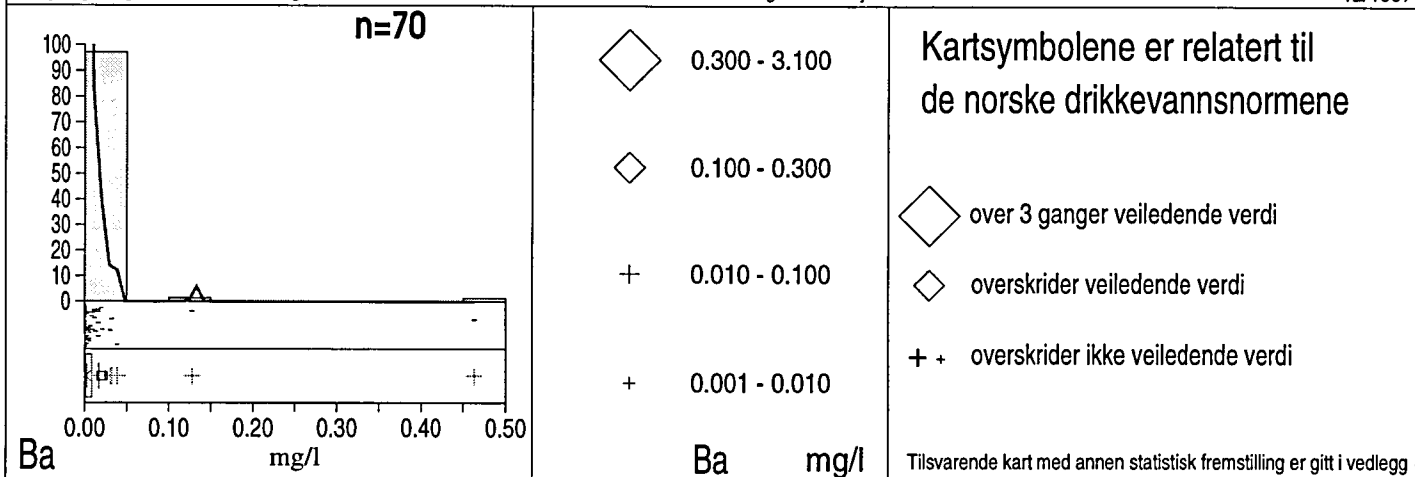 n=70
100
90
80
70
60
50
40
30
20
10
0
0.00 0.10 0.20 0.30 0.40 0.50
Ba mg/l
0.300 - 3.100
0.100 - 0.300
0.010 - 0.100
0.001 - 0.010
Ba mg/l
Kartsymbolene er relatert til
de norske drikkevannsnormene
over 3 ganger veiledende verdi
overskrider veiledende verdi
overskrider ikke veiledende verdi
Tilsvarende kart med annen statistisk fremstilling er gitt i vedlegg